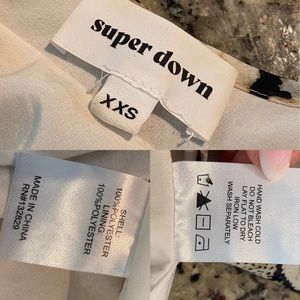 super down
XXS
SHELL:
100%POLYESTER
LINING:
100%POLYESTER
MADE IN CHINA
RN#132829
HAND WASH COLD
DO NOT BLEACH
LAY FLAT TO DRY
IRON LOW
WASH SEPARATELY